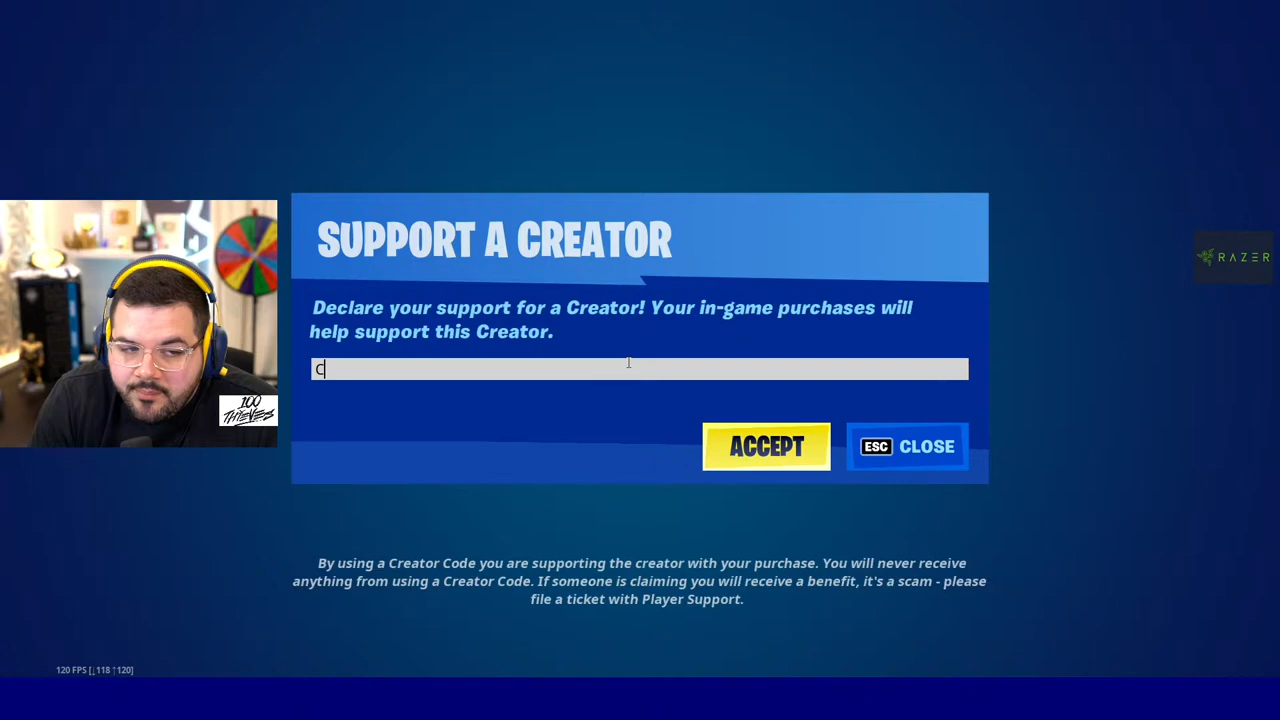 SUPPORT A CREATOR
Declare your support for a Creator! Your in-game purchases will
help support this Creator.
C
RAZER
100
THIEVES
ACCEPT
ESC CLOSE
By using a Creator Code you are supporting the creator with your purchase. You will never receive
anything from using a Creator Code. If someone is claiming you will receive a benefit, it's a scam - please
file a ticket with Player Support.
120 FPS [↓118 ↑120]